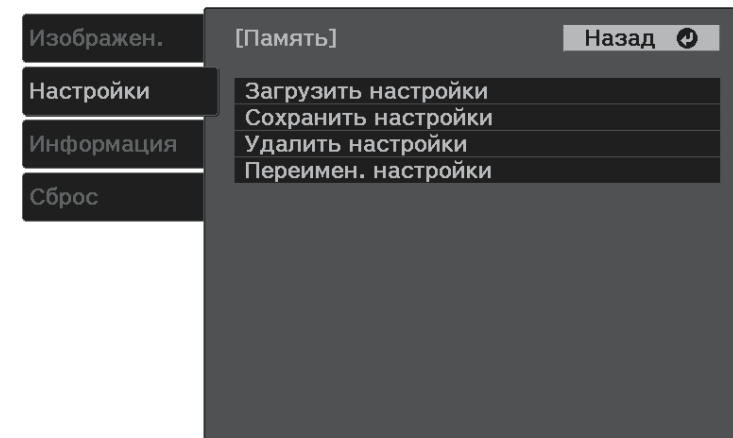 Изображен.
Настройки
Информация
Сброс
[Память]
Назад
Загрузить настройки
Сохранить настройки
Удалить настройки
Переимен. настройки